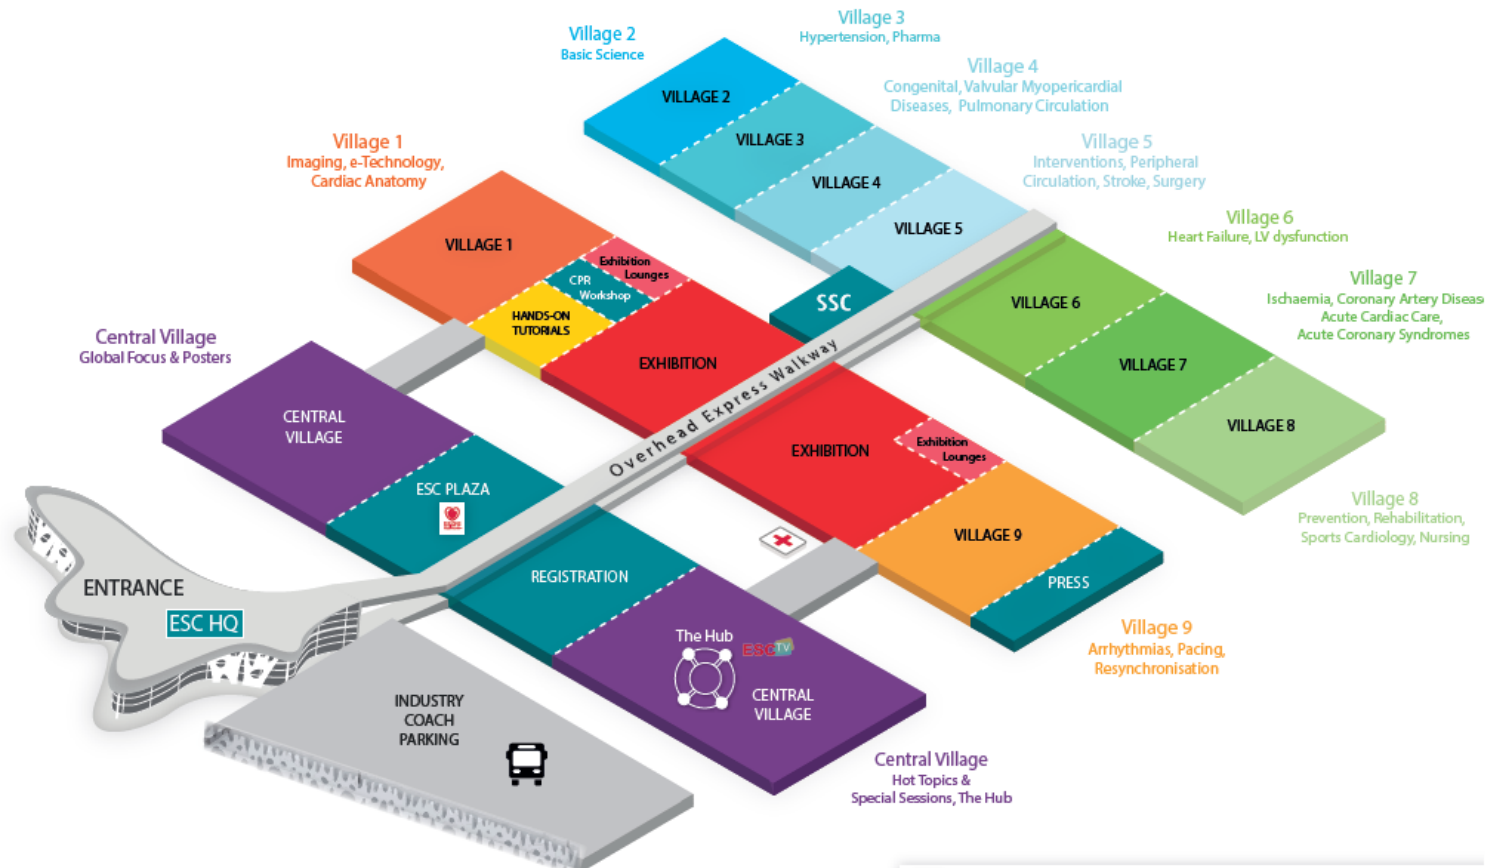 Village 3
Hypertension, Pharma
Village 2
Basic Science
Village 4
Congenital, Valvular Myopericardial
Diseases, Pulmonary Circulation
VILLAGE 2
Village 1
Imaging, e-Technology,
Cardiac Anatomy
VILLAGE 3
Village 5
Interventions, Peripheral
Circulation, Stroke, Surgery
VILLAGE 4
VILLAGE 5
Village 6
Heart Failure, LV dysfunction
VILLAGE 1
Exhibition
Lounges
CPR
Workshop
HANDS-ON
TUTORIALS
SSC
VILLAGE 6
Village 7
Ischaemia, Coronary Artery Diseas
Acute Cardiac Care,
Acute Coronary Syndromes
Central Village
Global Focus & Posters
EXHIBITION
VILLAGE 7
Overhead Express Walkway
CENTRAL
VILLAGE
VILLAGE 8
EXHIBITION
Exhibition
Lounges
ESC PLAZA
Village 8
Prevention, Rehabilitation,
Sports Cardiology, Nursing
VILLAGE 9
REGISTRATION
PRESS
ENTRANCE
ESC HQ
Village 9
Arrhythmias, Pacing,
Resynchronisation
The Hub
ESC TV
CENTRAL
VILLAGE
INDUSTRY
COACH
PARKING
Central Village
Hot Topics &
Special Sessions, The Hub